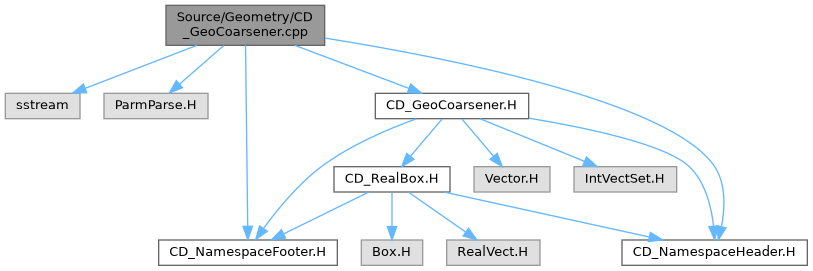 Source/Geometry/CD
_GeoCoarsener.cpp
sstream
ParmParse.H
CD_GeoCoarsener.H
CD_RealBox.H
Vector.H
IntVectSet.H
CD_NamespaceFooter.H
Box.H
RealVect.H
CD_NamespaceHeader.H